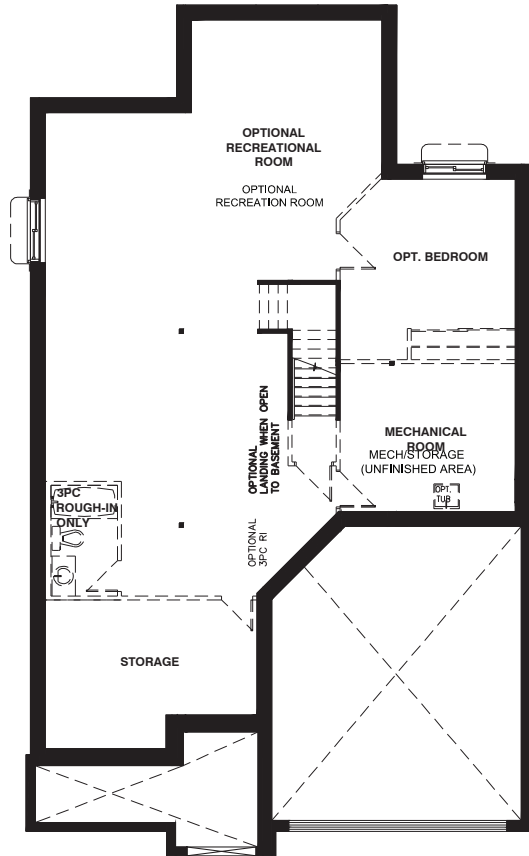 OPTIONAL
RECREATIONAL
ROOM
OPTIONAL
RECREATION ROOM
OPT. BEDROOM
OPTIONAL
LANDING WHEN OPEN
TO BASEMENT
MECHANICAL
ROOM
MECH/STORAGE
(UNFINISHED AREA)
OPT.
TUB
3PC
ROUGH-IN
ONLY
OPTIONAL
3PC RI
STORAGE